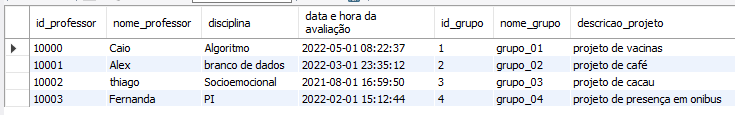 id_professor nome_professor disciplina data e hora da avaliação id_grupo nome_grupo descricao_projeto
10000 Caio Algoritmo 2022-05-01 08:22:37 1 grupo_01 projeto de vacinas
10001 Alex branco de dados 2022-03-01 23:35:12 2 grupo_02 projeto de café
10002 thiago Socioemocional 2021-08-01 16:59:50 3 grupo_03 projeto de cacau
10003 Fernanda PI 2022-02-01 15:12:44 4 grupo_04 projeto de presença em onibus